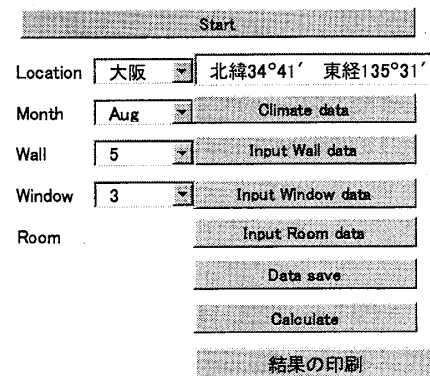 Start
Location 大阪 北緯34°41′ 東経135°31′
Month Aug Climate data
Wall 5 Input Wall data
Window 3 Input Window data
Room Input Room data
Data save
Calculate
結果の印刷